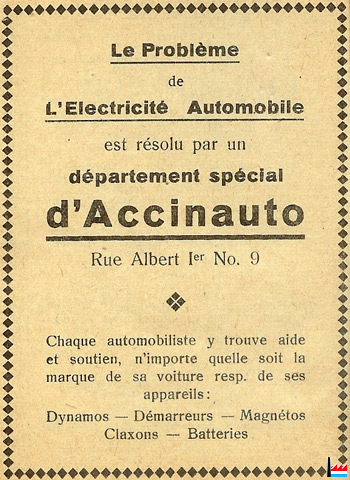 Le Problème
de
L'Electricité Automobile
est résolu par un
département spécial
d'Accinauto
Rue Albert Ier No. 9
Chaque automobiliste y trouve aide
et soutien, n'importe quelle soit la
marque de sa voiture resp. de ses
appareils:
Dynamos — Démarreurs — Magnétos
Claxons — Batteries